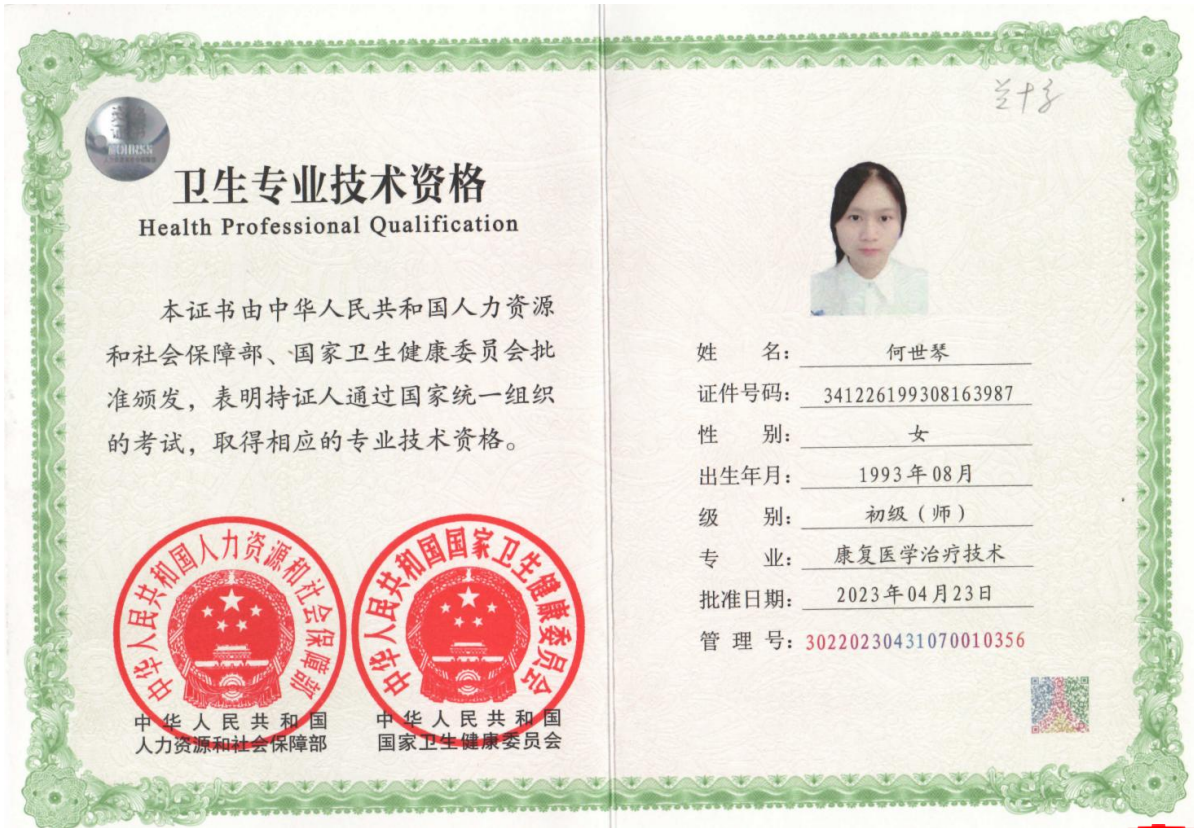 卫生专业技术资格
Health Professional Qualification
本证书由中华人民共和国人力资源
和社会保障部、国家卫生健康委员会批
准颁发，表明持证人通过国家统一组织
的考试，取得相应的专业技术资格。
中华人民共和国人力资源和社会保障部
中华人民共和国国家卫生健康委员会
中华人民共和国
人力资源和社会保障部
中华人民共和国
国家卫生健康委员会
姓 名： 何世琴
证件号码： 341226199308163987
性 别： 女
出生年月： 1993年08月
级 别： 初级（师）
专 业： 康复医学治疗技术
批准日期： 2023年04月23日
管 理 号： 30220230431070010356